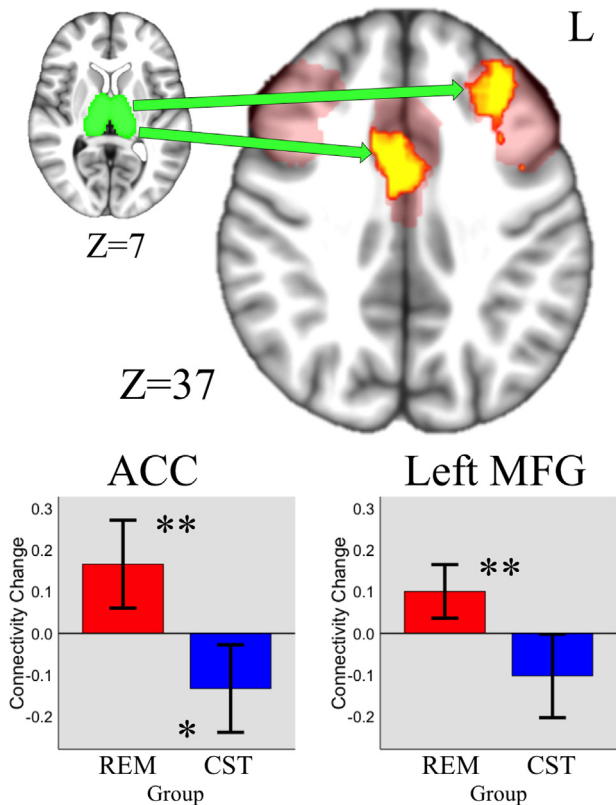 L
Z=7
Z=37
ACC
Left MFG
Connectivity Change
0.3
0.2
0.1
0.0
-0.1
-0.2
**
*
REM CST
Group
Connectivity Change
0.3
0.2
0.1
0.0
-0.1
-0.2
**
REM CST
Group